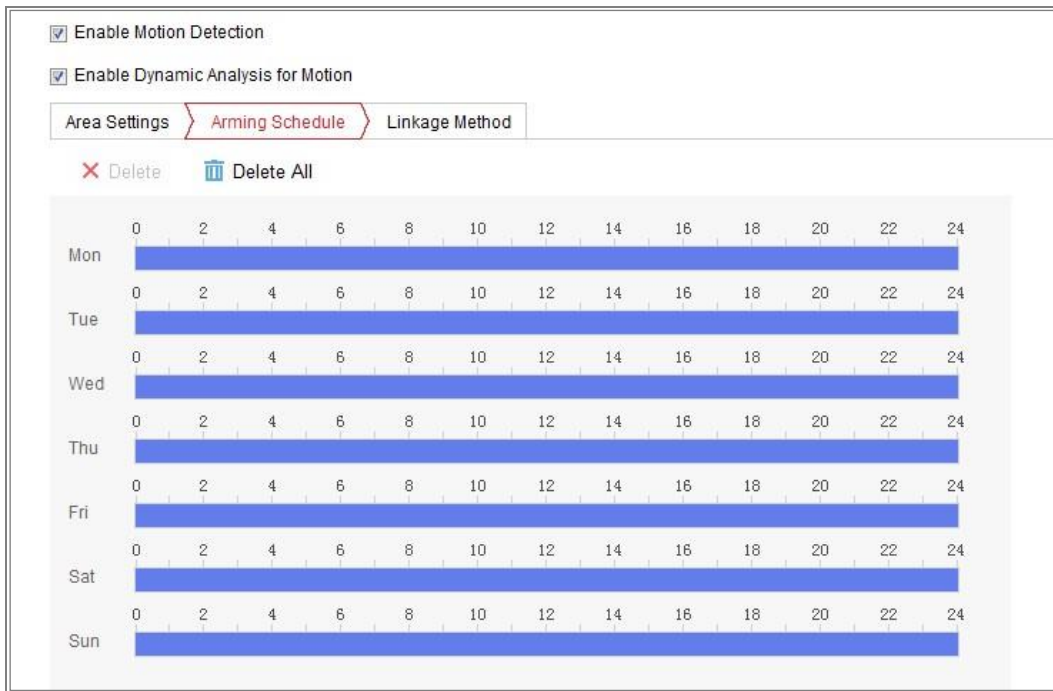 Enable Motion Detection
Enable Dynamic Analysis for Motion
Area Settings Arming Schedule Linkage Method
Delete Delete All
0 2 4 6 8 10 12 14 16 18 20 22 24
Mon
0 2 4 6 8 10 12 14 16 18 20 22 24
Tue
0 2 4 6 8 10 12 14 16 18 20 22 24
Wed
0 2 4 6 8 10 12 14 16 18 20 22 24
Thu
0 2 4 6 8 10 12 14 16 18 20 22 24
Fri
0 2 4 6 8 10 12 14 16 18 20 22 24
Sat
0 2 4 6 8 10 12 14 16 18 20 22 24
Sun